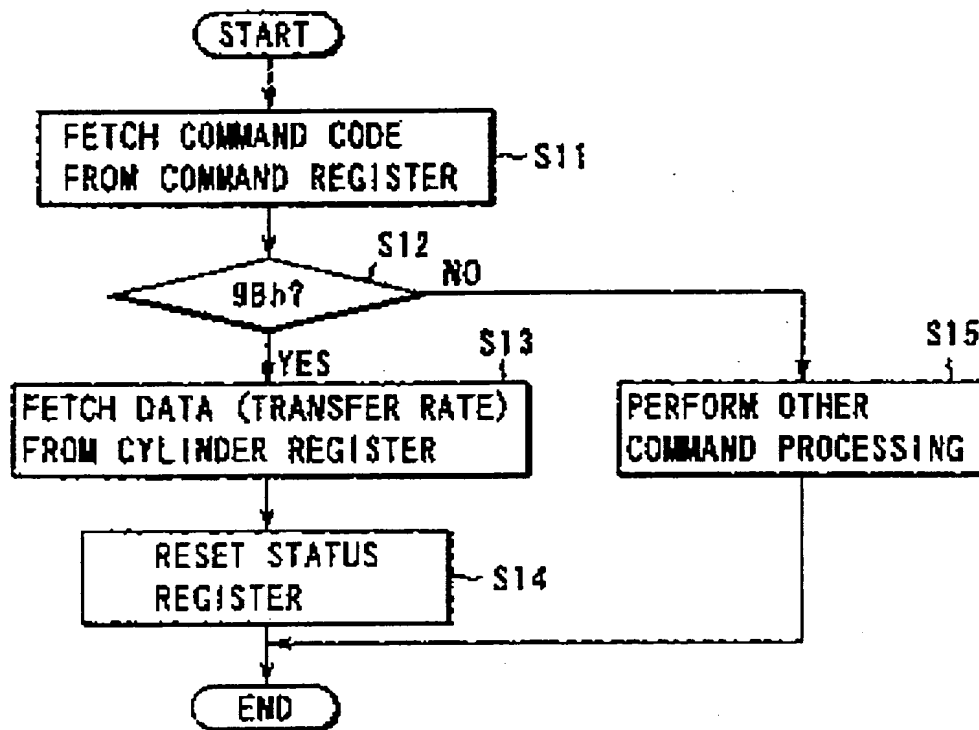 START
FETCH COMMAND CODE
FROM COMMAND REGISTER
S11
S12
9Bh?
NO
YES
S13
FETCH DATA (TRANSFER RATE)
FROM CYLINDER REGISTER
S15
PERFORM OTHER
COMMAND PROCESSING
RESET STATUS
REGISTER
S14
END